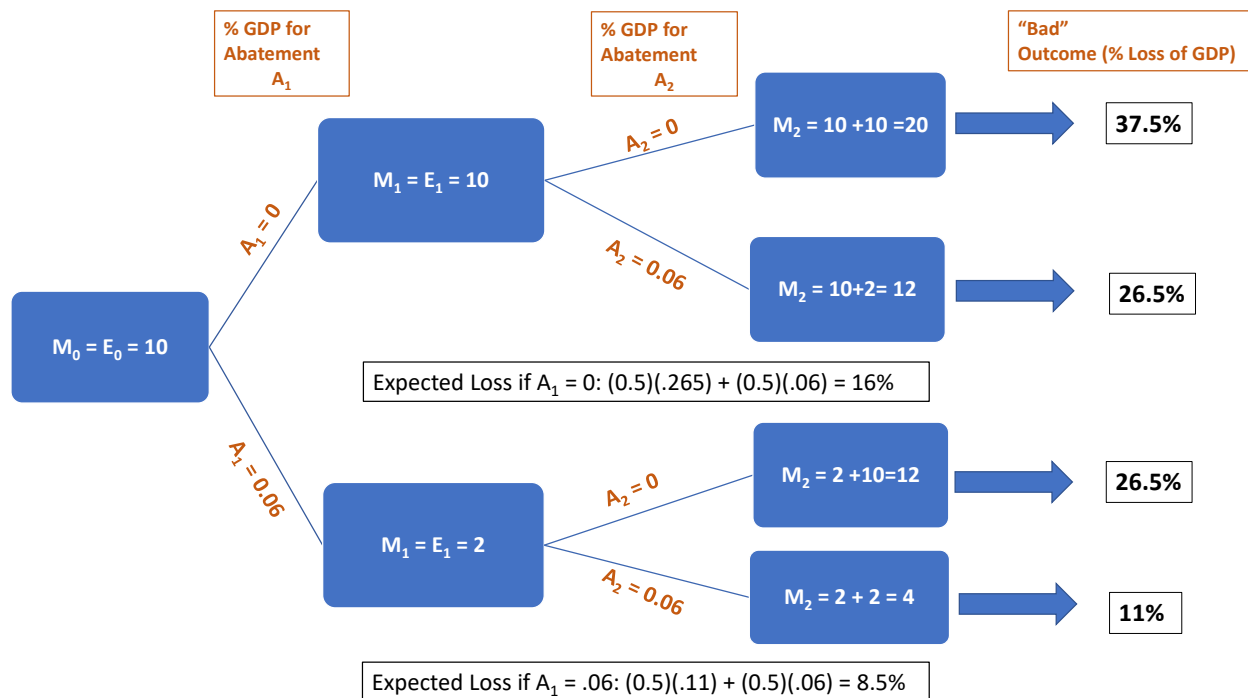 % GDP for
Abatement
A₁
% GDP for
Abatement
A₂
“Bad”
Outcome (% Loss of GDP)
M₂ = 10 +10 =20
37.5%
A₂ = 0
M₁ = E₁ = 10
A₁ = 0
A₂ = 0.06
M₂ = 10+2= 12
26.5%
M₀ = E₀ = 10
Expected Loss if A₁ = 0: (0.5)(.265) + (0.5)(.06) = 16%
A₁ = 0.06
A₂ = 0
M₂ = 2 +10=12
26.5%
M₁ = E₁ = 2
A₂ = 0.06
M₂ = 2 + 2 = 4
11%
Expected Loss if A₁ = .06: (0.5)(.11) + (0.5)(.06) = 8.5%